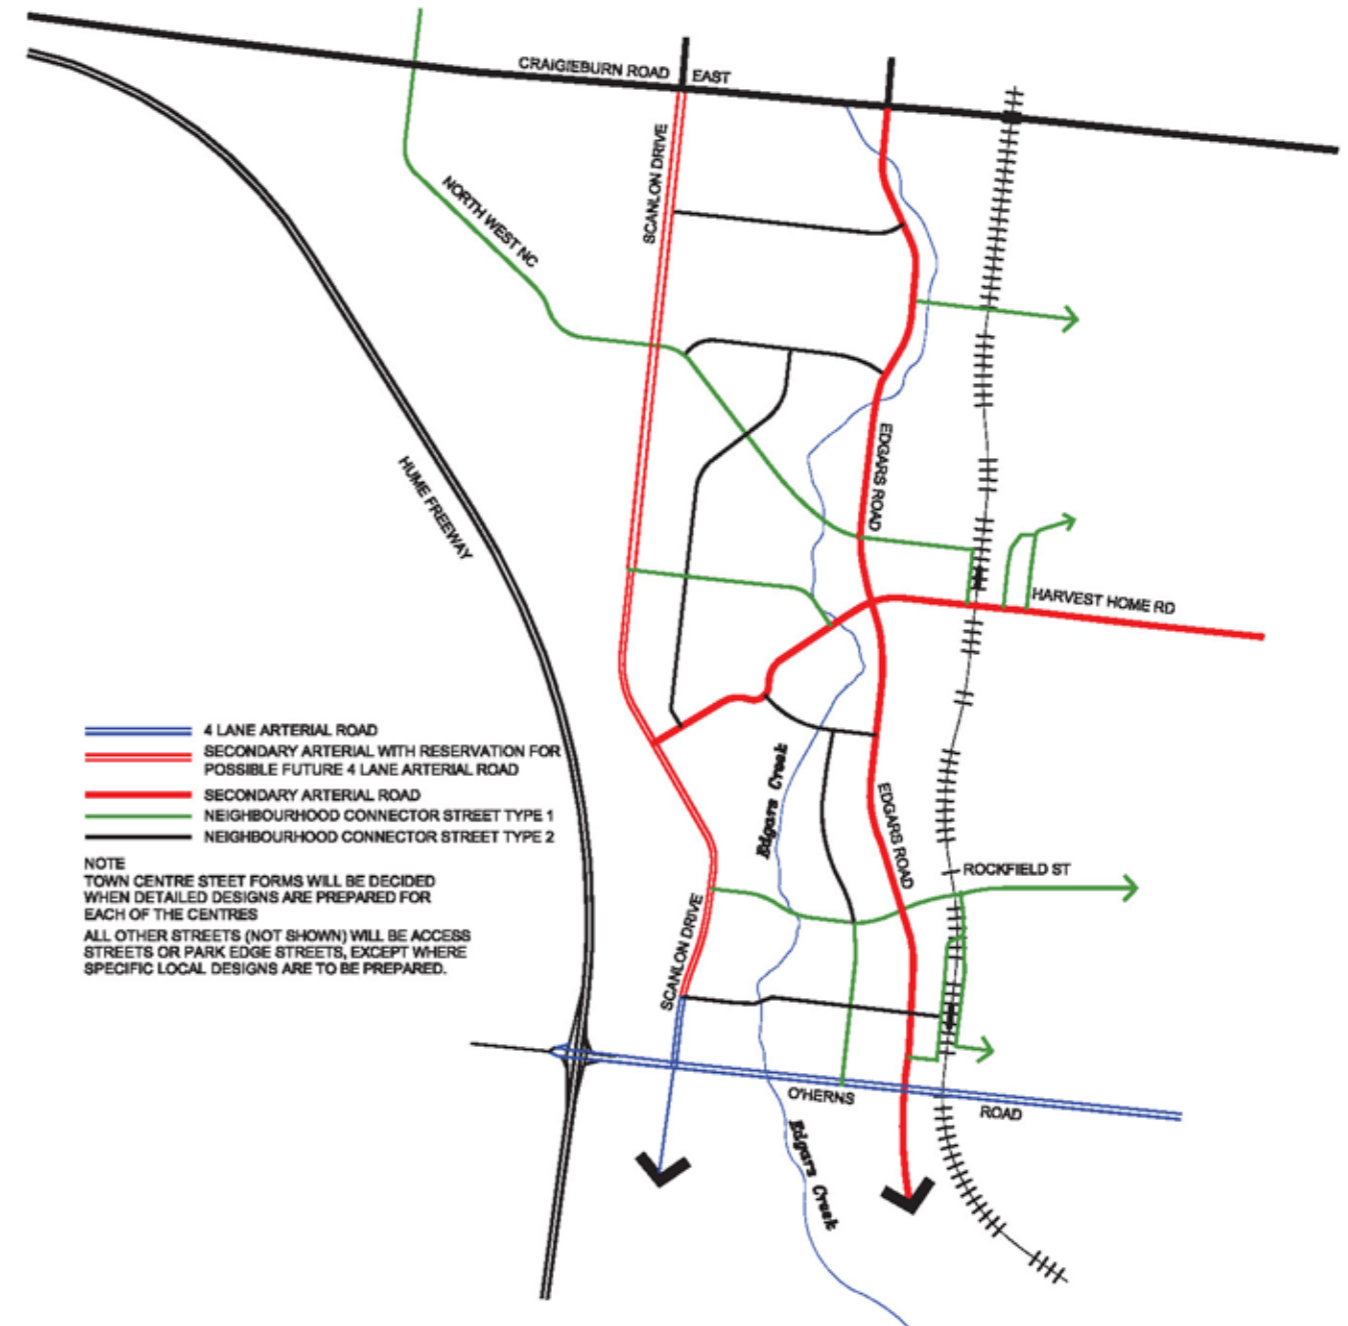 CRAIGIEBURN ROAD EAST
SCANLON DRIVE
NORTH WEST NC
EDGARS ROAD
HUME FREEWAY
HARVEST HOME RD
4 LANE ARTERIAL ROAD
SECONDARY ARTERIAL WITH RESERVATION FOR
POSSIBLE FUTURE 4 LANE ARTERIAL ROAD
SECONDARY ARTERIAL ROAD
NEIGHBOURHOOD CONNECTOR STREET TYPE 1
NEIGHBOURHOOD CONNECTOR STREET TYPE 2
NOTE
TOWN CENTRE STEET FORMS WILL BE DECIDED
WHEN DETAILED DESIGNS ARE PREPARED FOR
EACH OF THE CENTRES
ALL OTHER STREETS (NOT SHOWN) WILL BE ACCESS
STREETS OR PARK EDGE STREETS, EXCEPT WHERE
SPECIFIC LOCAL DESIGNS ARE TO BE PREPARED.
Edgars Creek
EDGARS ROAD
ROCKFIELD ST
SCANLON DRIVE
O'HERNS ROAD
Edgars Creek